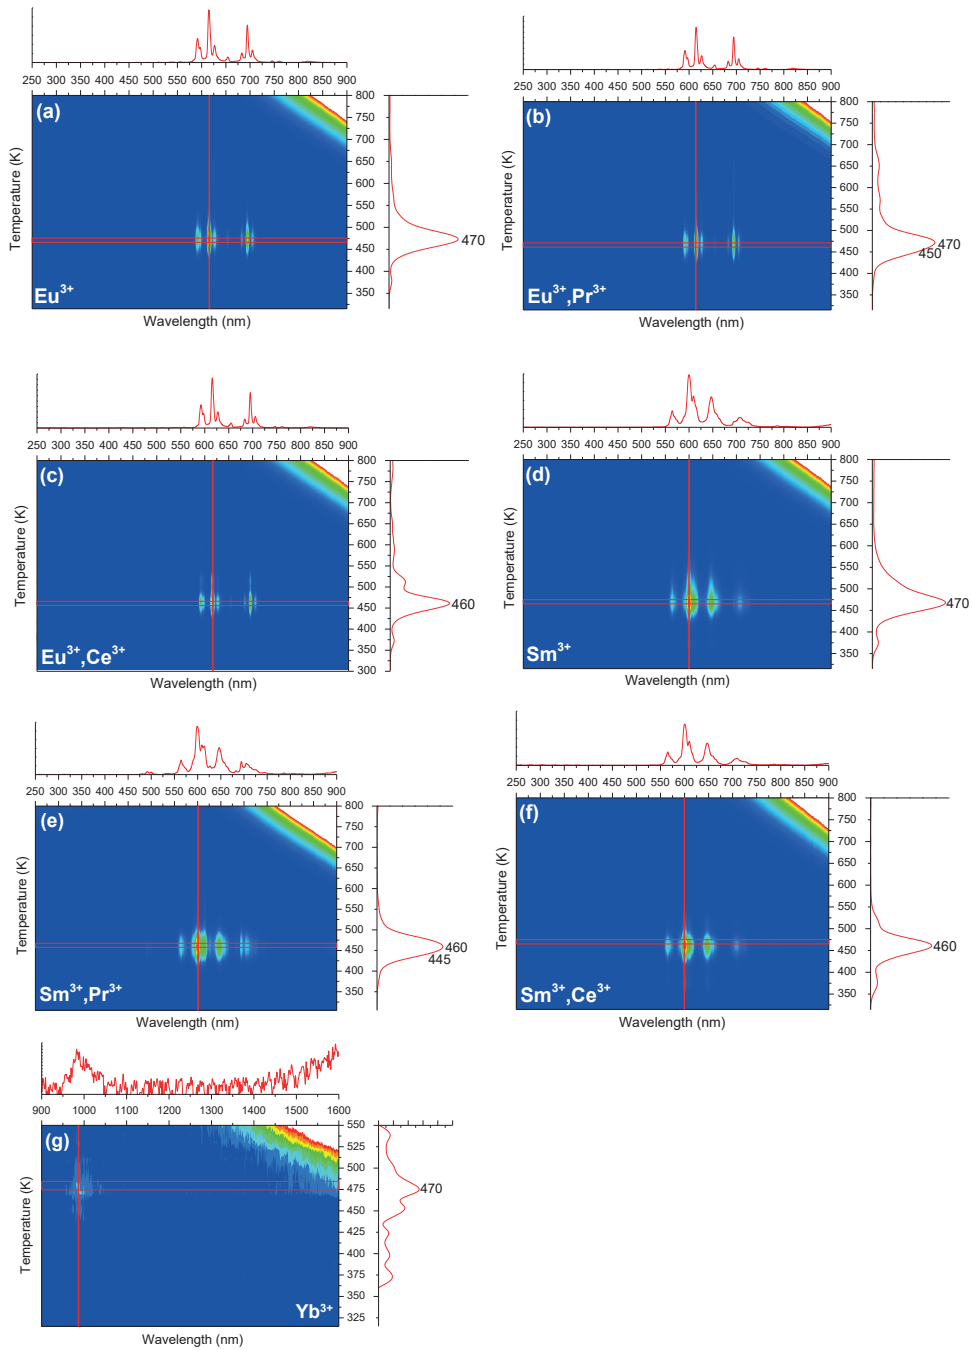 250 300 350 400 450 500 550 600 650 700 750 800 850 900
(a)
Temperature (K)
800
750
700
650
600
550
500
450
400
350
470
Eu³⁺
Wavelength (nm)
250 300 350 400 450 500 550 600 650 700 750 800 850 900
(b)
Temperature (K)
800
750
700
650
600
550
500
450
400
350
470
450
Eu³⁺,Pr³⁺
Wavelength (nm)
250 300 350 400 450 500 550 600 650 700 750 800 850 900
(c)
Temperature (K)
800
750
700
650
600
550
500
450
400
350
300
460
Eu³⁺,Ce³⁺
Wavelength (nm)
250 300 350 400 450 500 550 600 650 700 750 800 850 900
(d)
Temperature (K)
800
750
700
650
600
550
500
450
400
350
470
Sm³⁺
Wavelength (nm)
250 300 350 400 450 500 550 600 650 700 750 800 850 900
(e)
Temperature (K)
800
750
700
650
600
550
500
450
400
350
460
445
Sm³⁺,Pr³⁺
Wavelength (nm)
250 300 350 400 450 500 550 600 650 700 750 800 850 900
(f)
Temperature (K)
800
750
700
650
600
550
500
450
400
350
460
Sm³⁺,Ce³⁺
Wavelength (nm)
900 1000 1100 1200 1300 1400 1500 1600
(g)
Temperature (K)
550
525
500
475
450
425
400
375
350
325
470
Yb³⁺
Wavelength (nm)